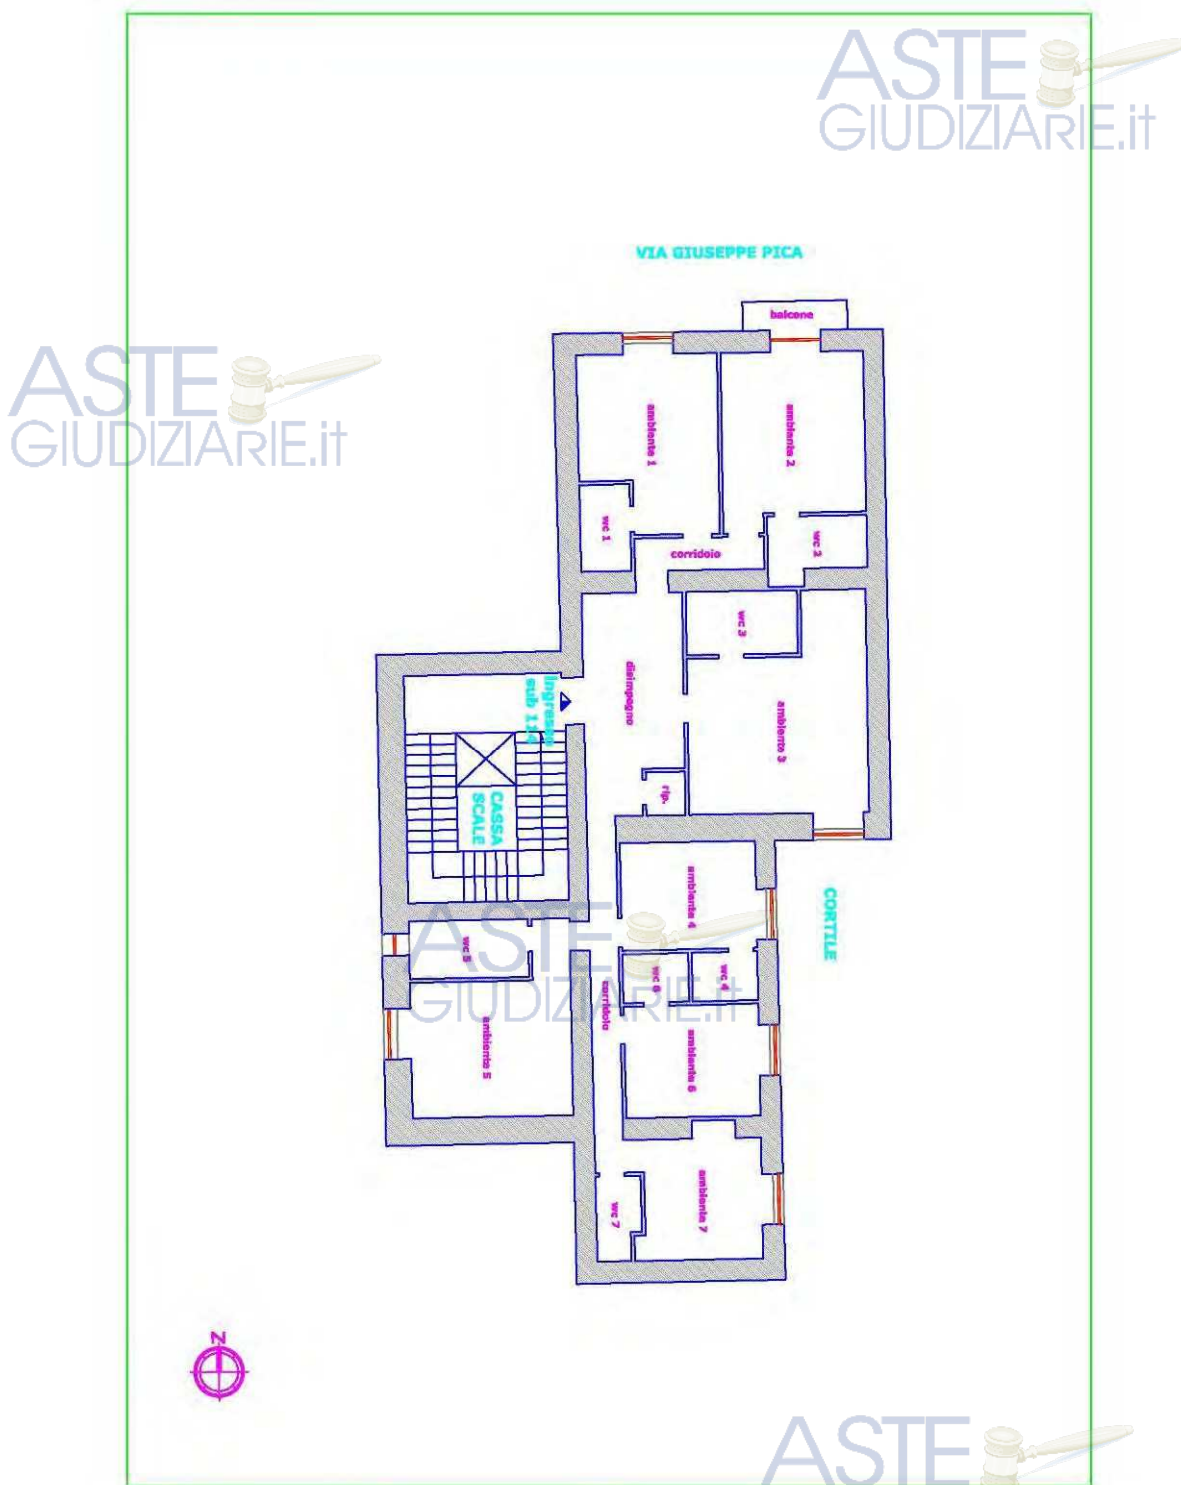 ASTE
GIUDIZIARIE.it
VIA GIUSEPPE PICA
balcone
ASTE
GIUDIZIARIE.it
ambiente 1
ambiente 2
wc 1
wc 2
corridoio
wc 3
disimpegno
ingresso
sub 114
ambiente 3
rip.
CASSA
SCALE
ambiente 4
CORTILE
ASTE
GIUDIZIARIE.it
wc 5
wc 6
wc 4
corridoio
ambiente 5
ambiente 6
ambiente 7
wc 7
N
ASTE